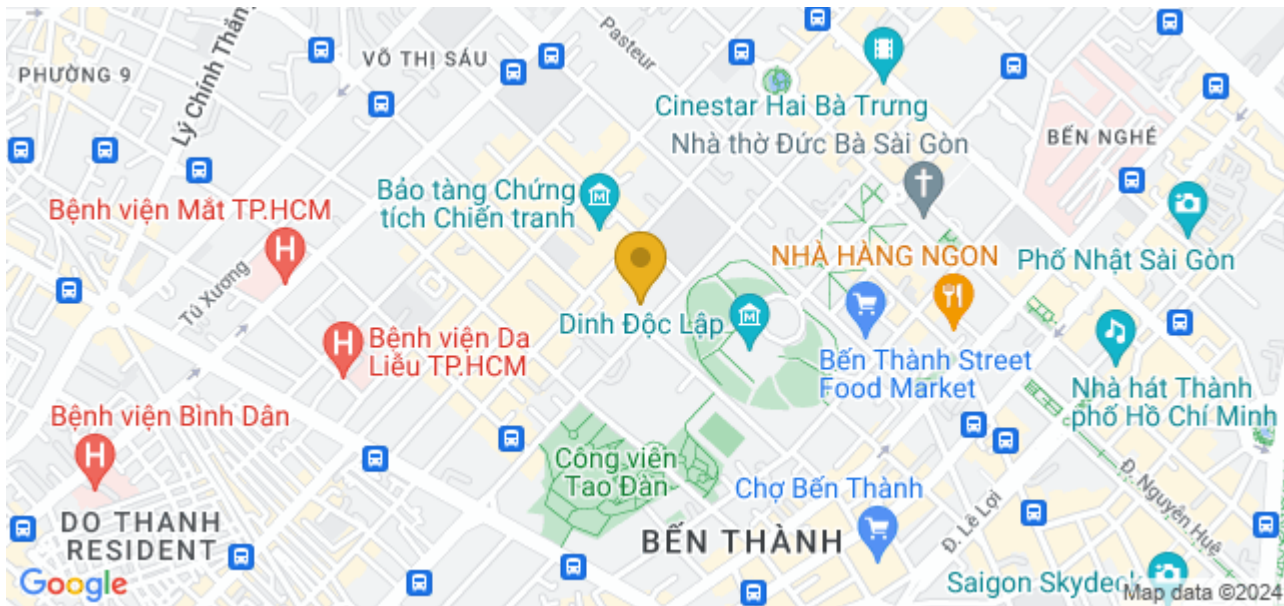 Pasteur
VÕ THỊ SÁU
PHƯỜNG 9
Lý Chính Thắng
Cinestar Hai Bà Trưng
Nhà thờ Đức Bà Sài Gòn
BẾN NGHÉ
Bảo tàng Chứng
tích Chiến tranh
Bệnh viện Mắt TP.HCM
H
M
NHÀ HÀNG NGON
Phố Nhật Sài Gòn
Tú Xương
Dinh Độc Lập
M
Bệnh viện Da
Liễu TP.HCM
H
Bến Thành Street
Food Market
Nhà hát Thành
phố Hồ Chí Minh
Bệnh viện Bình Dân
H
Công viên
Tao Đàn
Chợ Bến Thành
Đ. Nguyễn Huệ
Đ. Lê Lợi
DO THANH
RESIDENT
BẾN THÀNH
Saigon Skydeck
Google
Map data ©2024